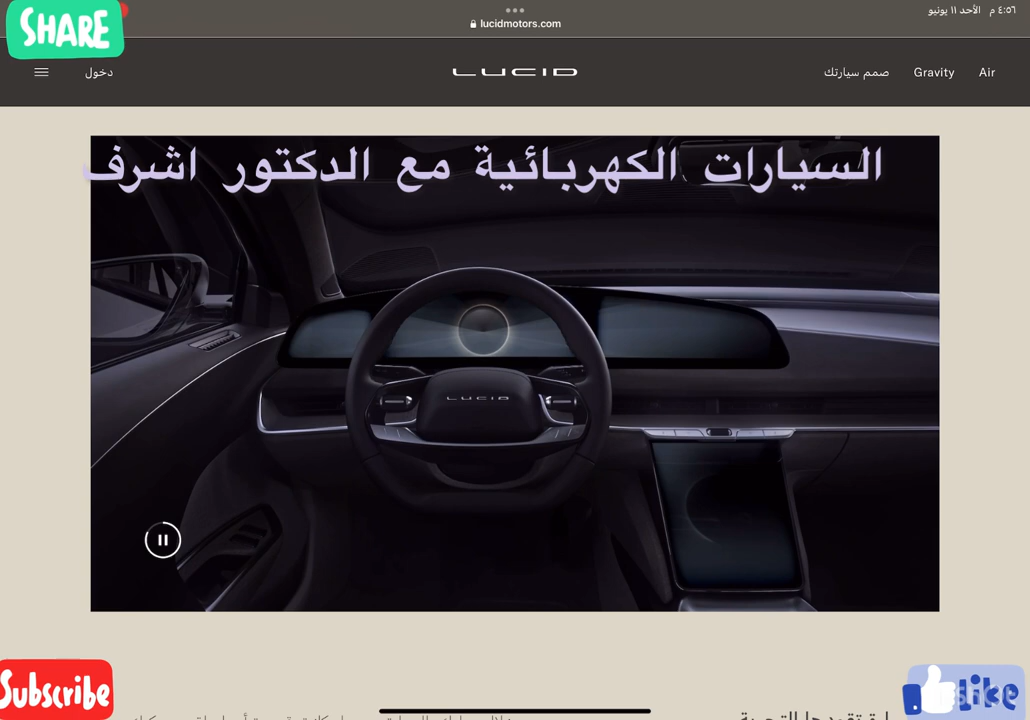 SHARE
٤:٥٦ م الأحد ١١ يونيو
lucidmotors.com
Air Gravity صمم سيارتك
LUCID
دخول
السيارات الكهربائية مع الدكتور اشرف
LUCID
Subscribe
Like